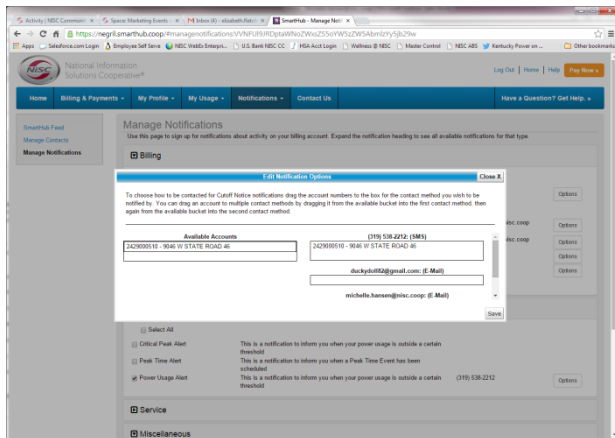 Activity | NISC Communit
Space: Marketing Events
M Inbox
SmartHub - Manage Not
https://negril.smarthub.coop/#managenotifications:
Apps
Salesforce.com Login
Employee Self Serve
NISC WebEx Enterpri...
U.S. Bank NISC CC
HSA Acct Login
Wellness @ NISC
Master Control
NISC ABS
Kentucky Power on ...
Other bookmarks
NISC
National Information
Solutions Cooperative®
Log Out | Home | Help
Pay Now »
Home
Billing & Payments
My Profile
My Usage
Notifications
Contact Us
Have a Question? Get Help. »
SmartHub Feed
Manage Contacts
Manage Notifications
Manage Notifications
Use this page to sign up for notifications about activity on your billing account. Expand the notification heading to see all available notifications for that type.
Billing
Edit Notification Options
Close X
To choose how to be contacted for Cutoff Notice notifications drag the account numbers to the box for the contact method you wish to be
notified by. You can drag an account to multiple contact methods by dragging it from the available bucket into the first contact method, then
again from the available bucket into the second contact method.
Available Accounts
2429000510 - 9046 W STATE ROAD 46
(319) 538-2212: (SMS)
2429000510 - 9046 W STATE ROAD 46
duckydoll82@gmail.com: (E-Mail)
michelle.hansen@nisc.coop: (E-Mail)
Save
Options
nisc.coop
Options
nisc.coop
Options
Options
Options
Select All
Critical Peak Alert
This is a notification to inform you when your power usage is outside a certain
threshold
Peak Time Alert
This is a notification to inform you when a Peak Time Event has been
scheduled
Power Usage Alert
This is a notification to inform you when your power usage is outside a certain
threshold
(319) 538-2212
Options
Service
Miscellaneous